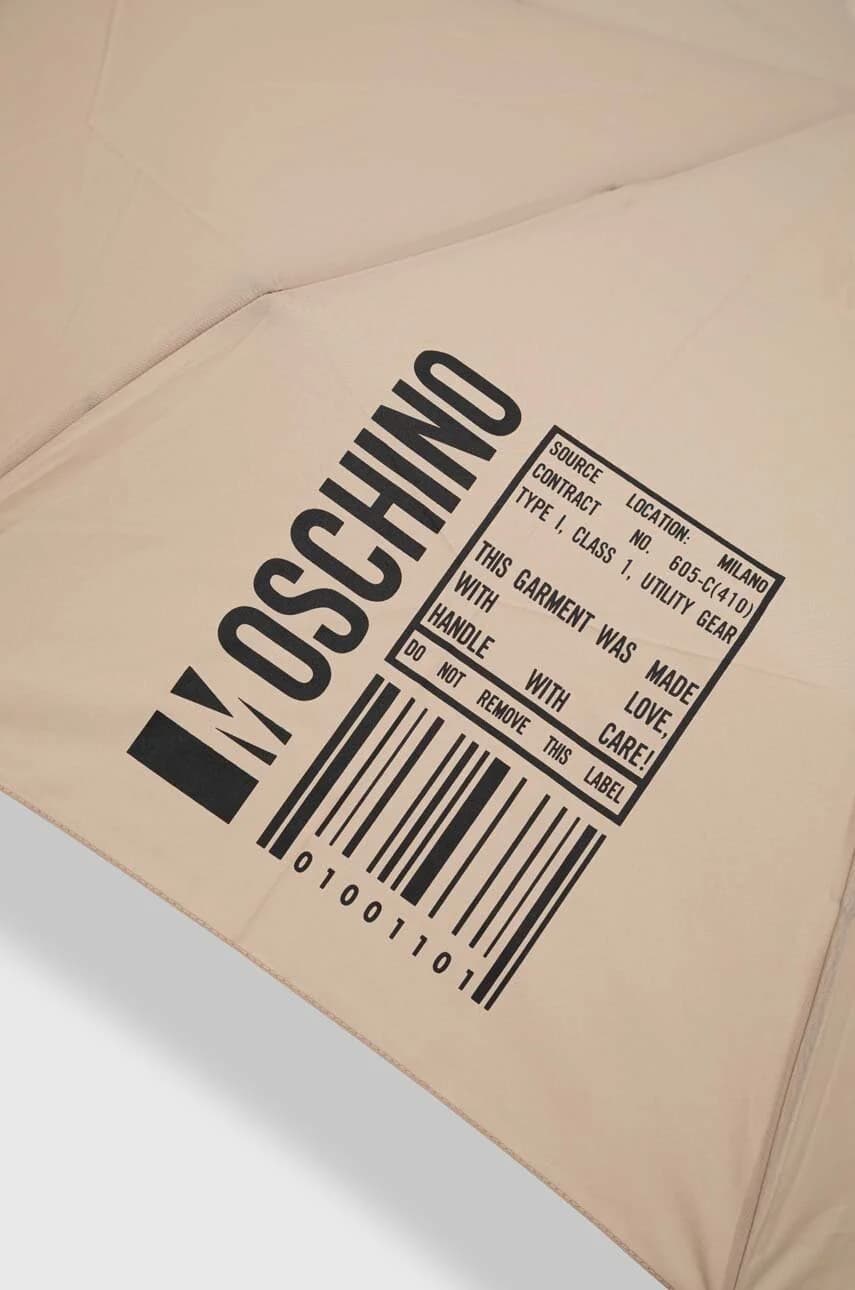 MOSCHINO
SOURCE LOCATION: MILANO
CONTRACT NO. 605-C(410)
TYPE I, CLASS 1, UTILITY GEAR
THIS GARMENT WAS MADE
WITH LOVE,
HANDLE WITH CARE!
DO NOT REMOVE THIS LABEL
01001101